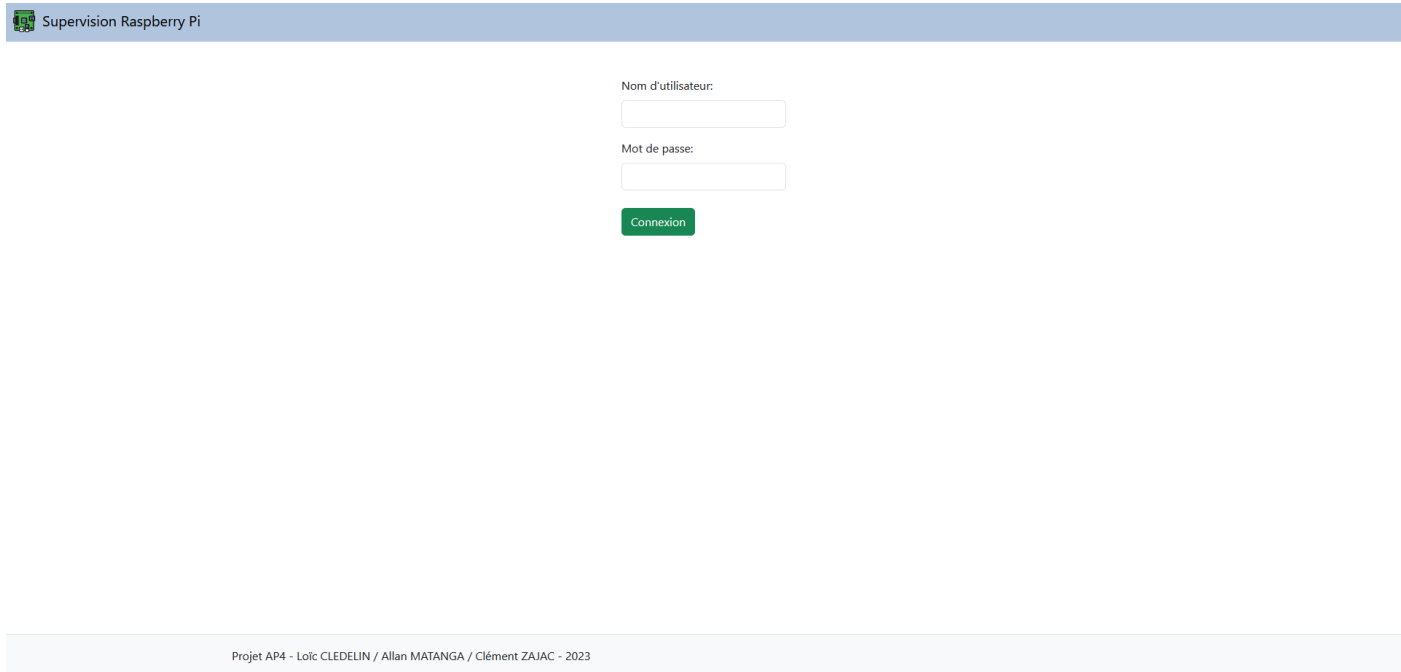 Supervision Raspberry Pi
Nom d'utilisateur:
Mot de passe:
Connexion
Projet AP4 - Loïc CLEDELIN / Allan MATANGA / Clément ZAJAC - 2023